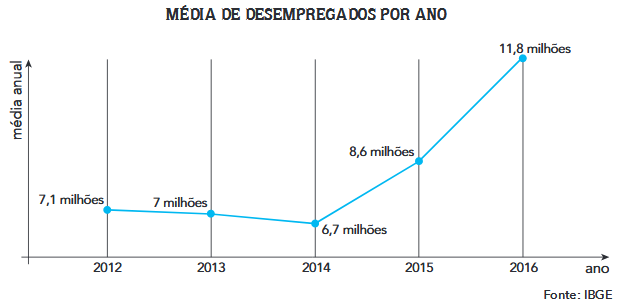 MÉDIA DE DESEMPREGADOS POR ANO
11,8 milhões
média anual
8,6 milhões
7,1 milhões
7 milhões
6,7 milhões
2012
2013
2014
2015
2016
ano
Fonte: IBGE